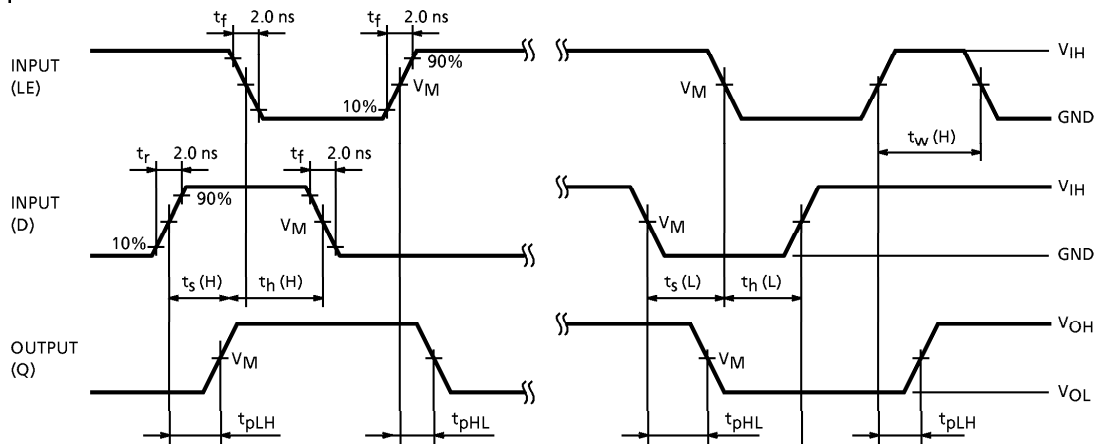 tf 2.0 ns tf 2.0 ns
INPUT
(LE)
90%
VM
10%
VM
VIH
GND
tw (H)
tr 2.0 ns tf 2.0 ns
INPUT
(D)
90%
VM
10%
VM
VIH
GND
ts (H) th (H) ts (L) th (L)
OUTPUT
(Q)
VM
VM
VOH
VOL
tpLH tpHL tpHL tpLH